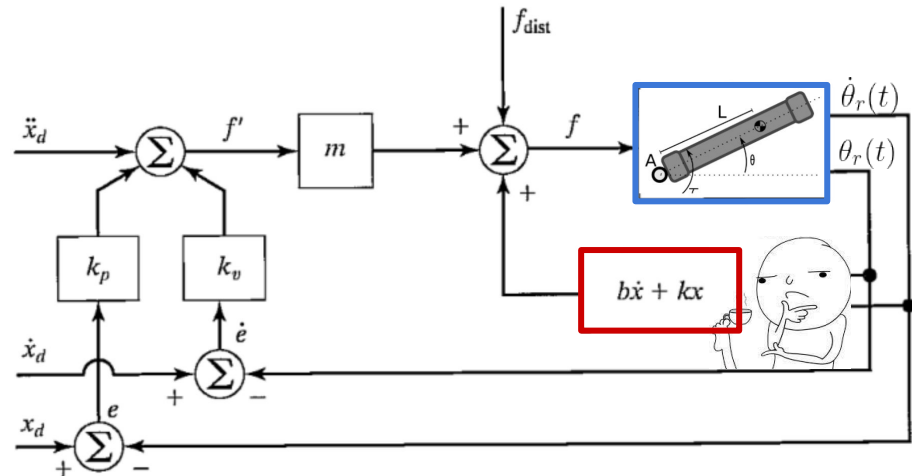 f_dist
ẍ_d
Σ
f′
m
+
Σ
f
+
A
L
θ
τ
θ̇_r(t)
θ_r(t)
k_p
k_v
bẋ + kx
ė
ẋ_d
+
Σ
−
e
x_d
+
Σ
−